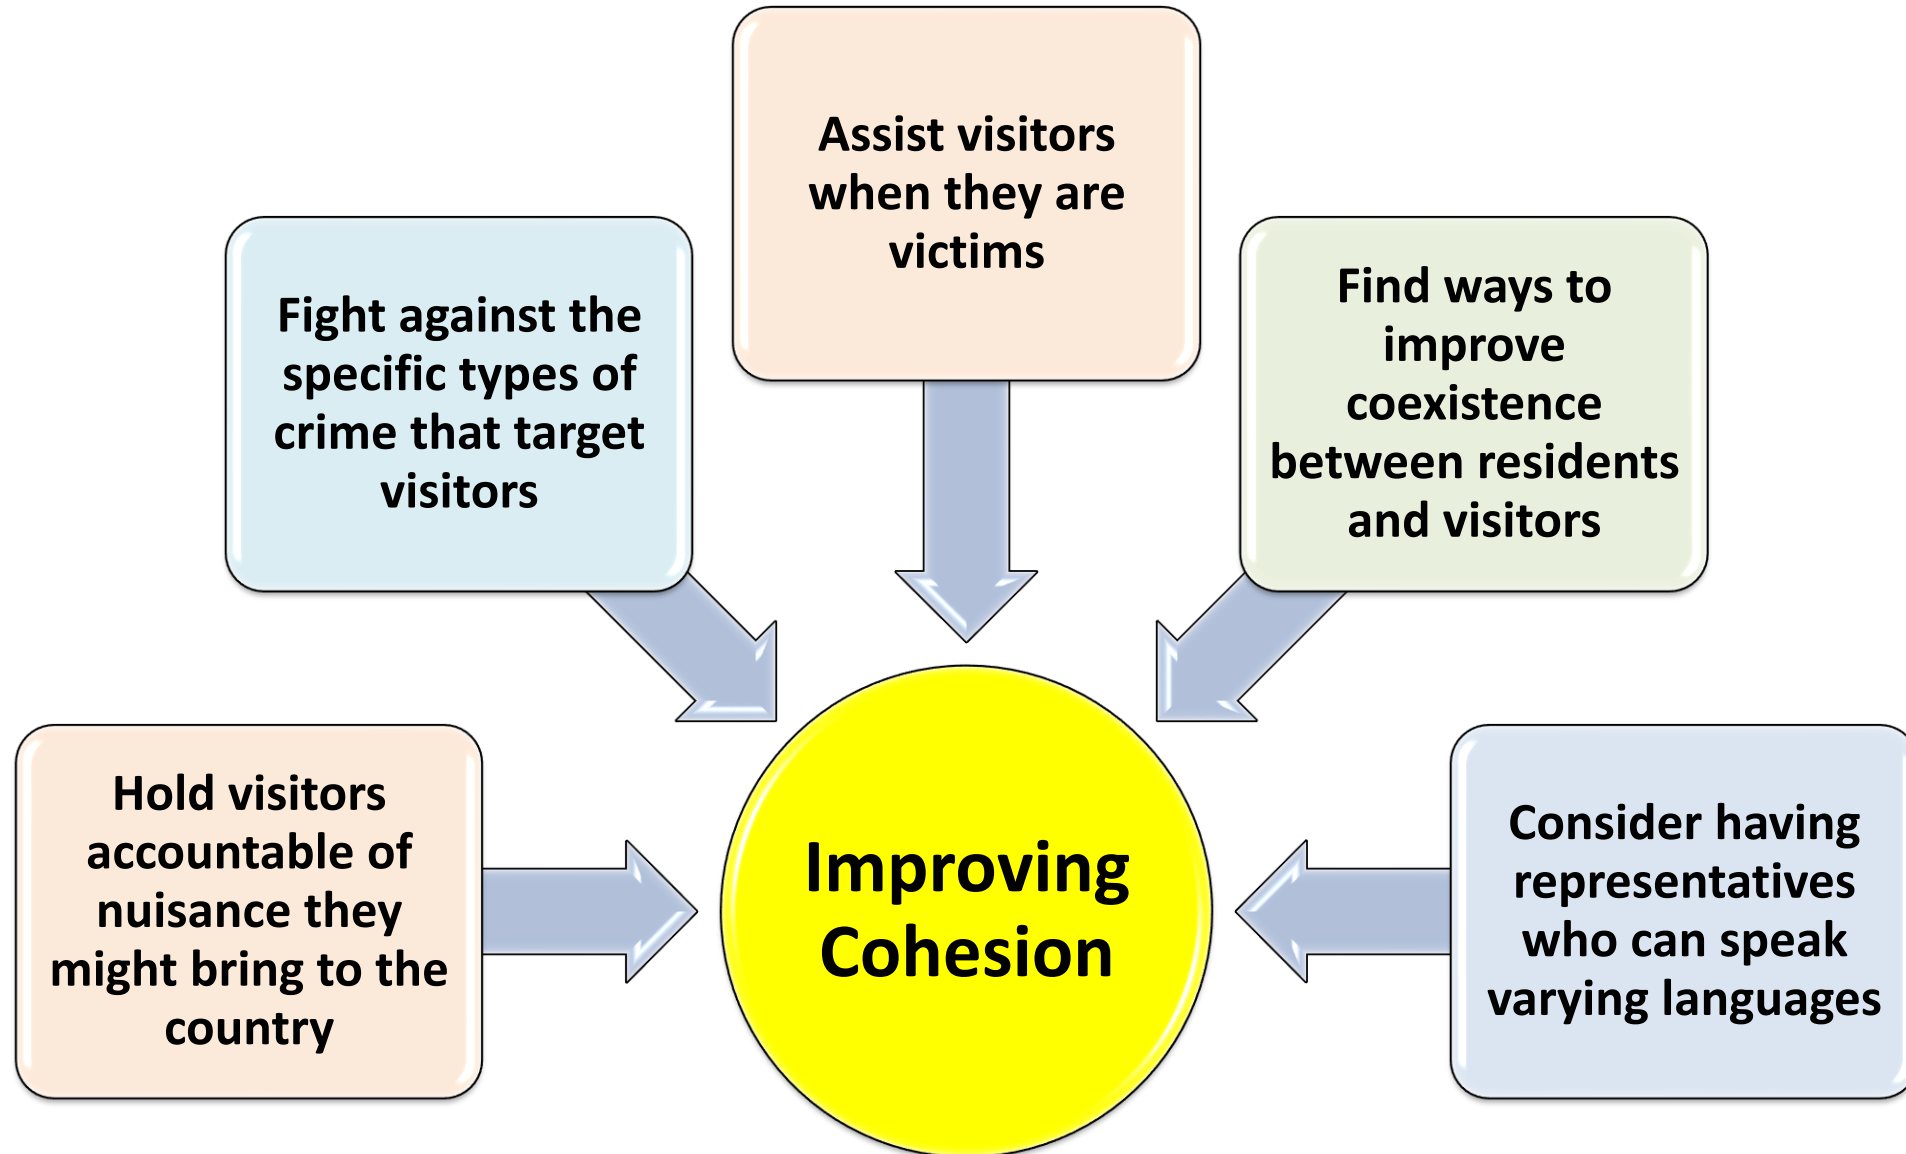 Assist visitors
when they are
victims
Fight against the
specific types of
crime that target
visitors
Find ways to
improve
coexistence
between residents
and visitors
Hold visitors
accountable of
nuisance they
might bring to the
country
Improving
Cohesion
Consider having
representatives
who can speak
varying languages